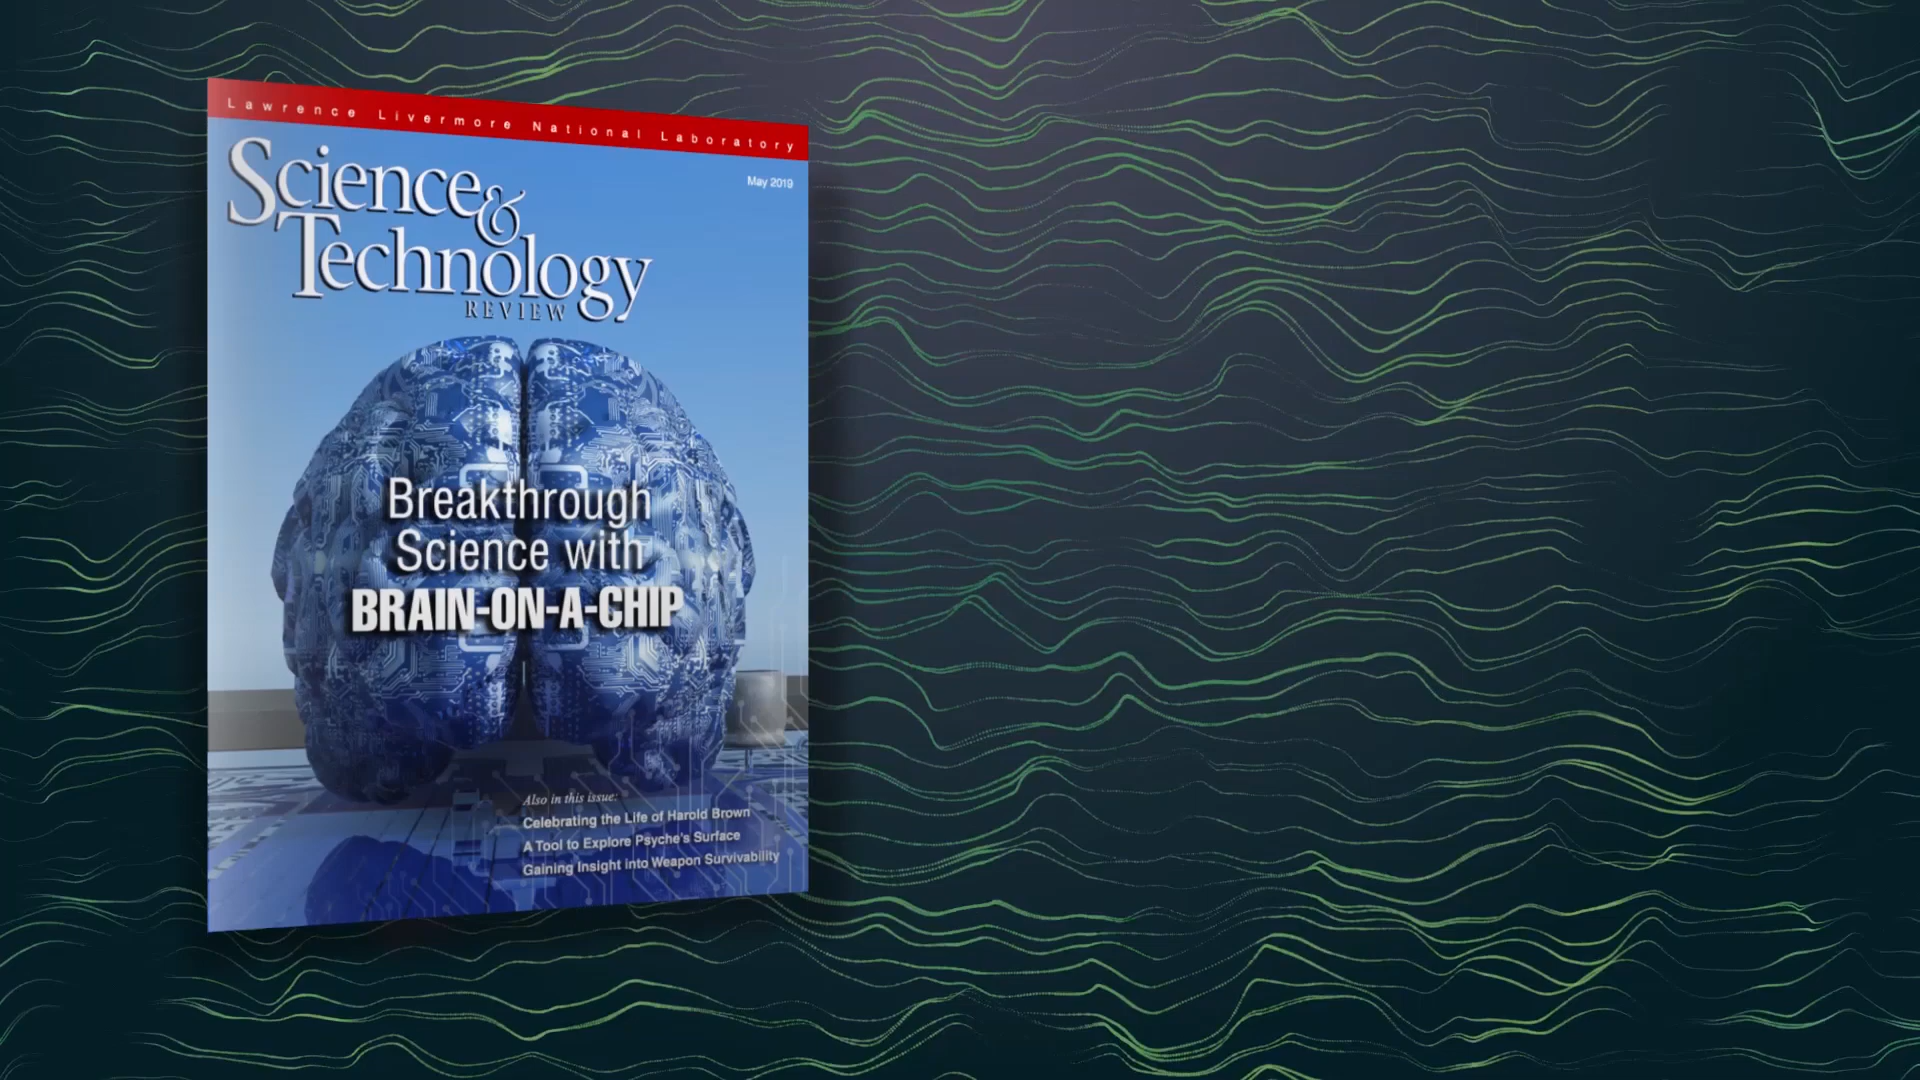 Lawrence Livermore National Laboratory
May 2019
Science &
Technology
REVIEW
Breakthrough
Science with
BRAIN-ON-A-CHIP
Also in this issue:
Celebrating the Life of Harold Brown
A Tool to Explore Psyche's Surface
Gaining Insight into Weapon Survivability